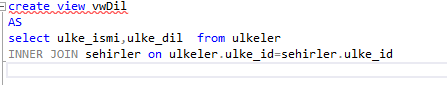 create view vwDil
AS
select ulke_ismi,ulke_dil  from ulkeler
INNER JOIN sehirler on ulkeler.ulke_id=sehirler.ulke_id